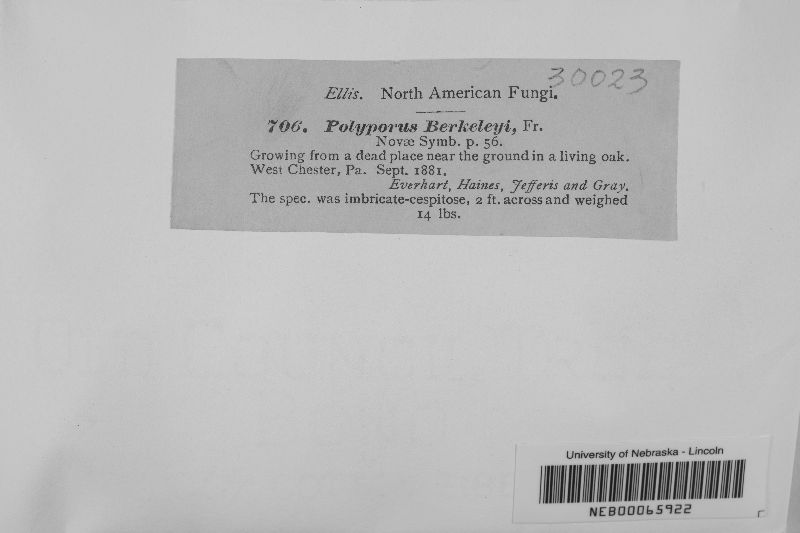 30023
Ellis. North American Fungi.
706. Polyporus Berkeleyi, Fr.
Novæ Symb. p. 56.
Growing from a dead place near the ground in a living oak.
West Chester, Pa. Sept. 1881.
Everhart, Haines, Jefferis and Gray.
The spec. was imbricate-cespitose, 2 ft. across and weighed
14 lbs.
University of Nebraska - Lincoln
NEB00065922